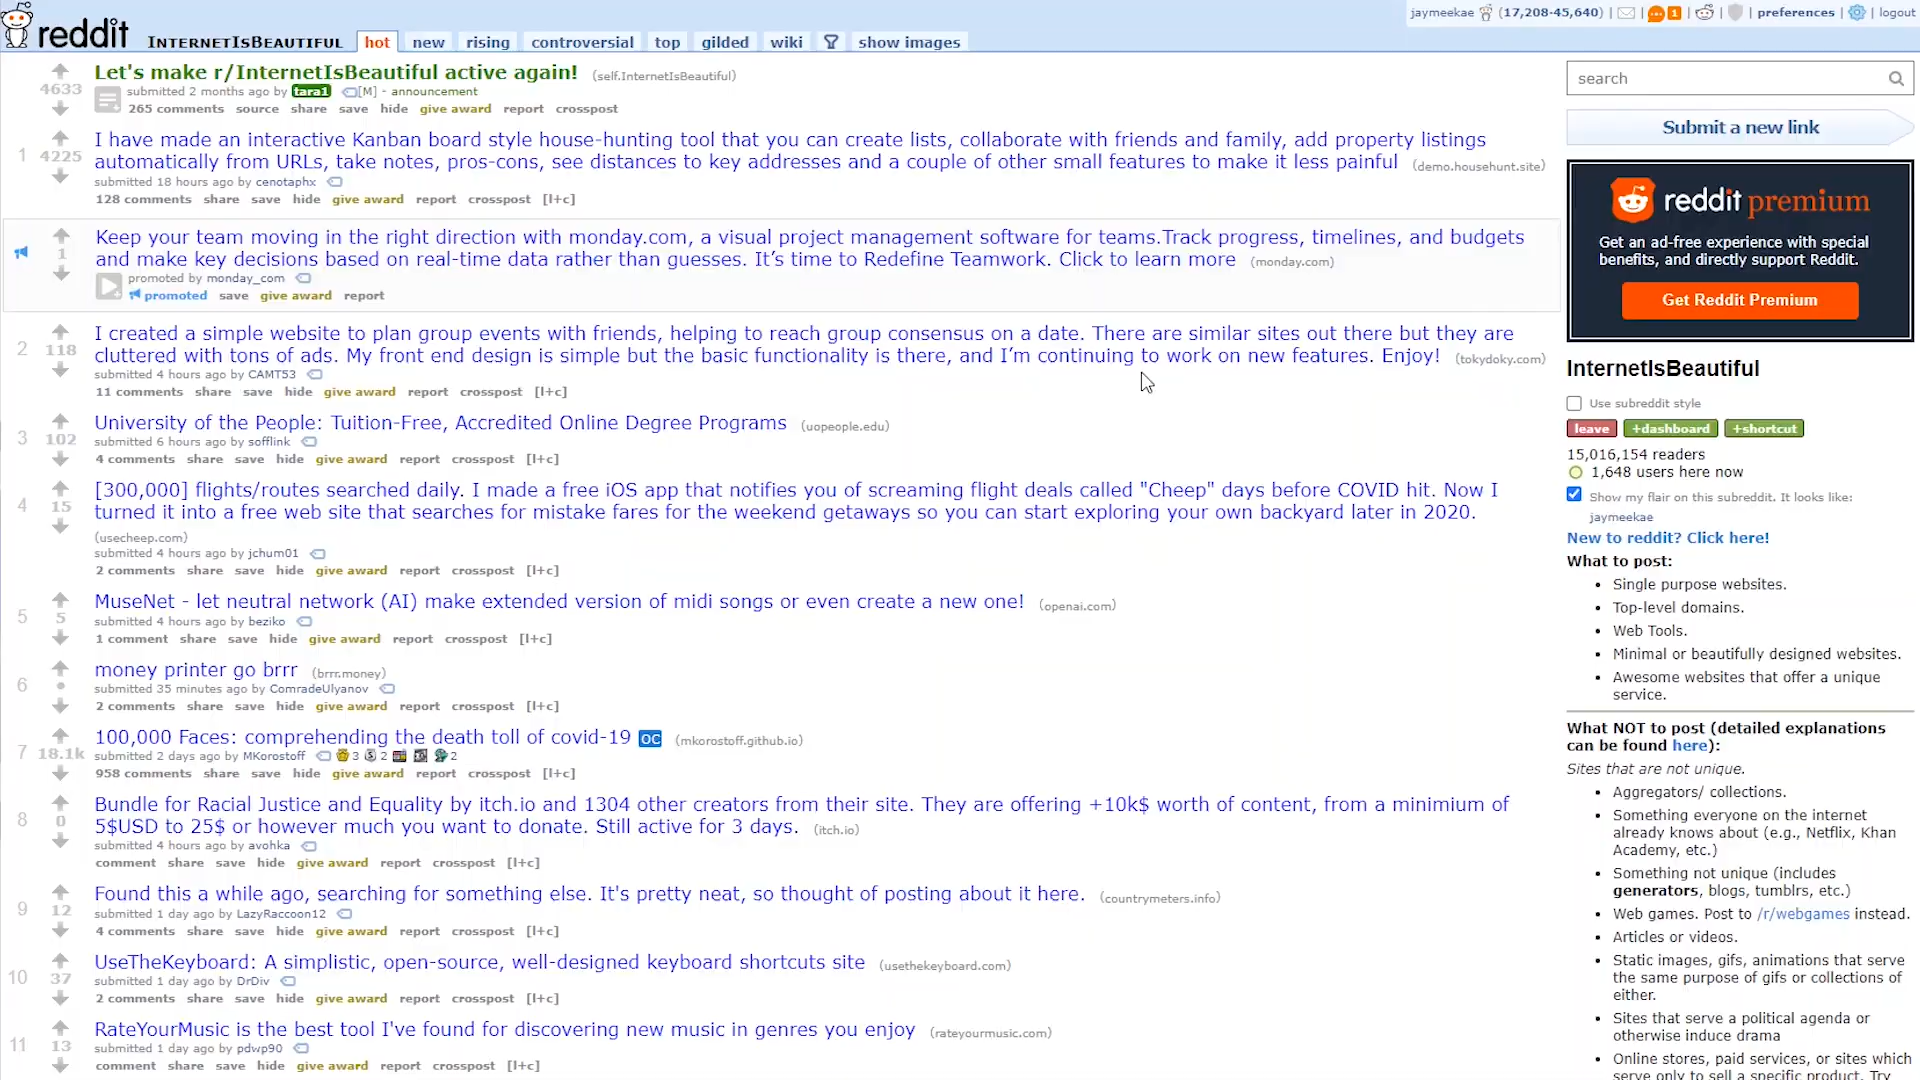 reddit INTERNETISBEAUTIFUL hot new rising controversial top gilded wiki show images
jaymeekae (17,208·45,640) | | 1 | | | preferences | | logout
4633
Let's make r/InternetIsBeautiful active again! (self.InternetIsBeautiful)
submitted 2 months ago by tara1 [M] - announcement
265 comments source share save hide give award report crosspost
1 4225
I have made an interactive Kanban board style house-hunting tool that you can create lists, collaborate with friends and family, add property listings
automatically from URLs, take notes, pros-cons, see distances to key addresses and a couple of other small features to make it less painful (demo.househunt.site)
submitted 18 hours ago by cenotaphx
128 comments share save hide give award report crosspost [l+c]
1
Keep your team moving in the right direction with monday.com, a visual project management software for teams.Track progress, timelines, and budgets
and make key decisions based on real-time data rather than guesses. It’s time to Redefine Teamwork. Click to learn more (monday.com)
promoted by monday_com
promoted save give award report
2 118
I created a simple website to plan group events with friends, helping to reach group consensus on a date. There are similar sites out there but they are
cluttered with tons of ads. My front end design is simple but the basic functionality is there, and I’m continuing to work on new features. Enjoy! (tokydoky.com)
submitted 4 hours ago by CAMT53
11 comments share save hide give award report crosspost [l+c]
3 102
University of the People: Tuition-Free, Accredited Online Degree Programs (uopeople.edu)
submitted 6 hours ago by sofflink
4 comments share save hide give award report crosspost [l+c]
4 15
[300,000] flights/routes searched daily. I made a free iOS app that notifies you of screaming flight deals called "Cheep" days before COVID hit. Now I
turned it into a free web site that searches for mistake fares for the weekend getaways so you can start exploring your own backyard later in 2020.
(usecheep.com)
submitted 4 hours ago by jchum01
2 comments share save hide give award report crosspost [l+c]
5 5
MuseNet - let neutral network (AI) make extended version of midi songs or even create a new one! (openai.com)
submitted 4 hours ago by beziko
1 comment share save hide give award report crosspost [l+c]
6 •
money printer go brrr (brrr.money)
submitted 35 minutes ago by ComradeUlyanov
2 comments share save hide give award report crosspost [l+c]
7 18.1k
100,000 Faces: comprehending the death toll of covid-19 OC (mkorostoff.github.io)
submitted 2 days ago by MKorostoff 3 2 2
958 comments share save hide give award report crosspost [l+c]
8 0
Bundle for Racial Justice and Equality by itch.io and 1304 other creators from their site. They are offering +10k$ worth of content, from a minimium of
5$USD to 25$ or however much you want to donate. Still active for 3 days. (itch.io)
submitted 4 hours ago by avohka
comment share save hide give award report crosspost [l+c]
9 12
Found this a while ago, searching for something else. It's pretty neat, so thought of posting about it here. (countrymeters.info)
submitted 1 day ago by LazyRaccoon12
4 comments share save hide give award report crosspost [l+c]
10 37
UseTheKeyboard: A simplistic, open-source, well-designed keyboard shortcuts site (usethekeyboard.com)
submitted 1 day ago by DrDiv
2 comments share save hide give award report crosspost [l+c]
11 13
RateYourMusic is the best tool I've found for discovering new music in genres you enjoy (rateyourmusic.com)
submitted 1 day ago by pdwp90
comment share save hide give award report crosspost [l+c]
search
Submit a new link
reddit premium
Get an ad-free experience with special
benefits, and directly support Reddit.
Get Reddit Premium
InternetIsBeautiful
Use subreddit style
leave +dashboard +shortcut
15,016,154 readers
1,648 users here now
Show my flair on this subreddit. It looks like:
jaymeekae
New to reddit? Click here!
What to post:
• Single purpose websites.
• Top-level domains.
• Web Tools.
• Minimal or beautifully designed websites.
• Awesome websites that offer a unique
service.
What NOT to post (detailed explanations
can be found here):
Sites that are not unique.
• Aggregators/ collections.
• Something everyone on the internet
already knows about (e.g., Netflix, Khan
Academy, etc.)
• Something not unique (includes
generators, blogs, tumblrs, etc.)
• Web games. Post to /r/webgames instead.
• Articles or videos.
• Static images, gifs, animations that serve
the same purpose of gifs or collections of
either.
• Sites that serve a political agenda or
otherwise induce drama
• Online stores, paid services, or sites which
serve only to sell a specific product. Try